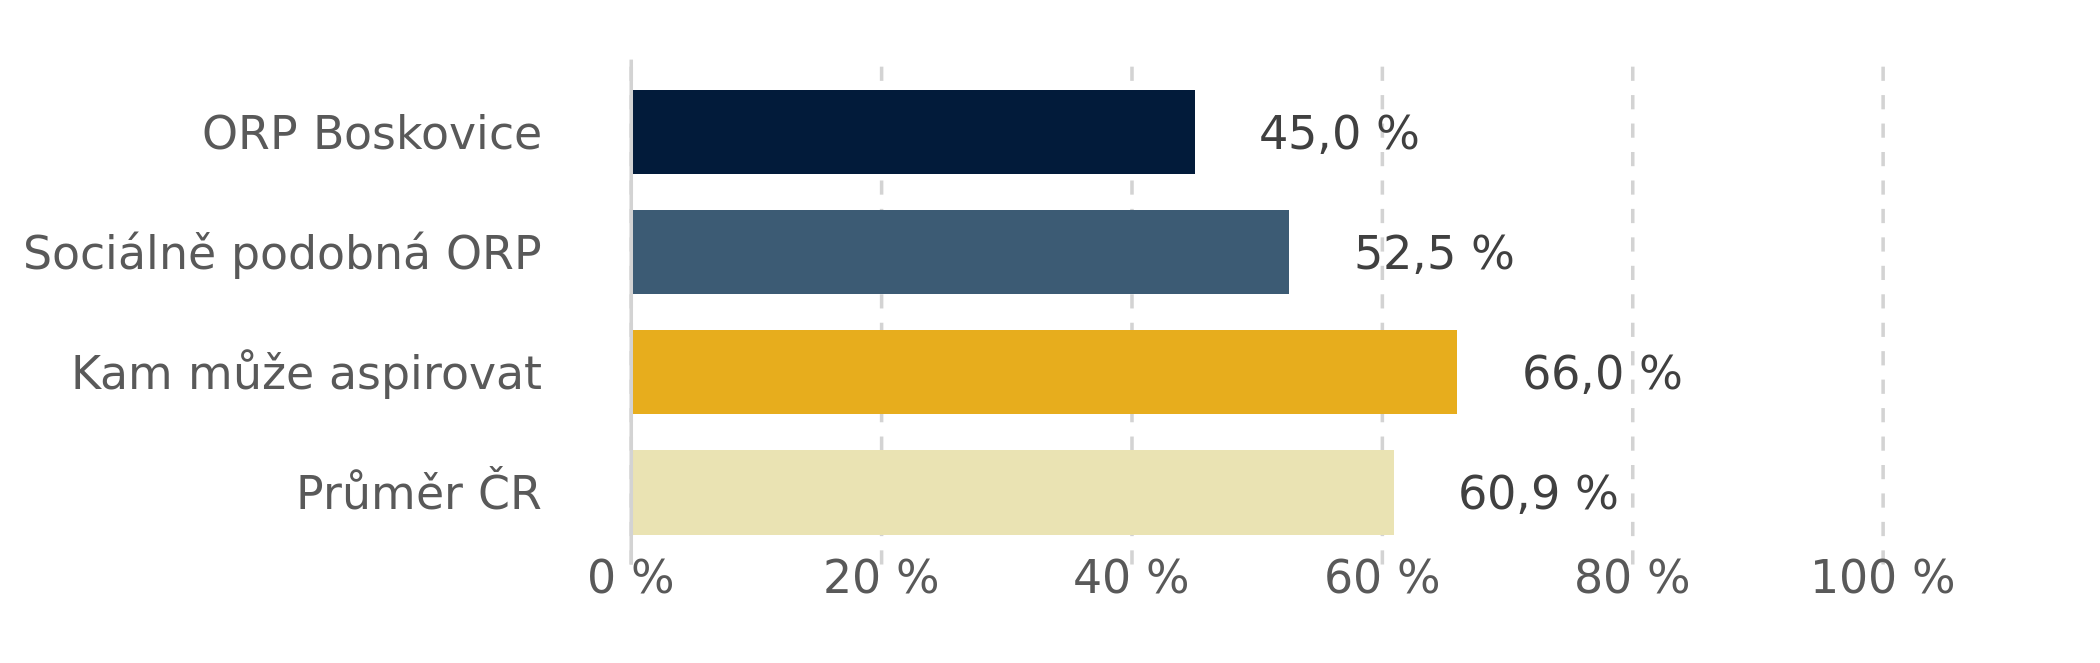 ORP Boskovice 45,0 %
Sociálně podobná ORP 52,5 %
Kam může aspirovat 66,0 %
Průměr ČR 60,9 %
0 % 20 % 40 % 60 % 80 % 100 %